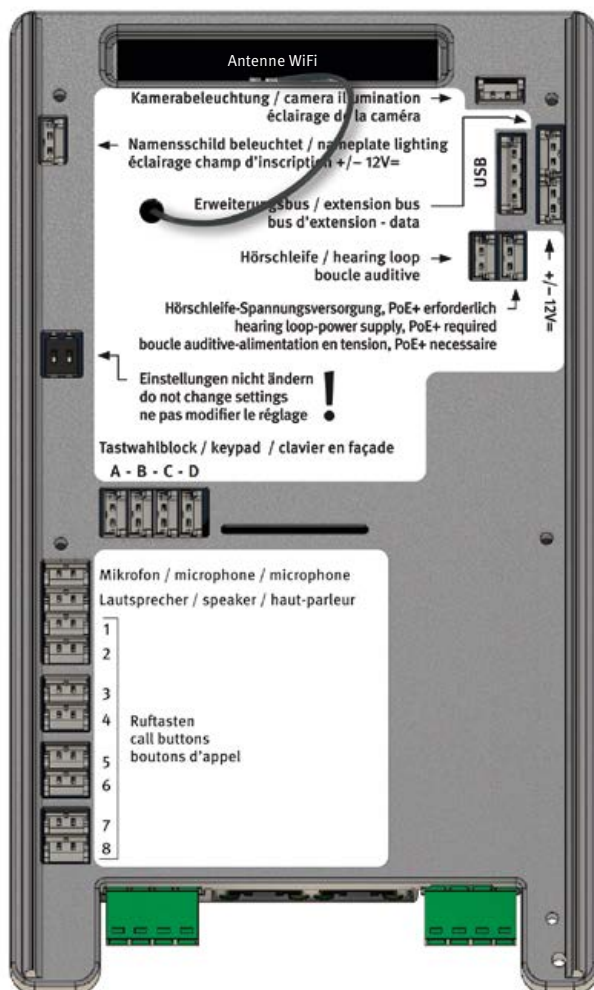 Antenne WiFi
Kamerabeleuchtung / camera illumination
éclairage de la caméra
Namensschild beleuchtet / nameplate lighting
éclairage champ d'inscription +/– 12V=
USB
Erweiterungsbus / extension bus
bus d'extension - data
Hörschleife / hearing loop
boucle auditive
+/–12V=
Hörschleife-Spannungsversorgung, PoE+ erforderlich
hearing loop-power supply, PoE+ required
boucle auditive-alimentation en tension, PoE+ necessaire
Einstellungen nicht ändern
do not change settings
ne pas modifier le réglage
!
Tastwahlblock / keypad / clavier en façade
A - B - C - D
Mikrofon / microphone / microphone
Lautsprecher / speaker / haut-parleur
1
2
3
4
5
6
7
8
Ruftasten
call buttons
boutons d'appel